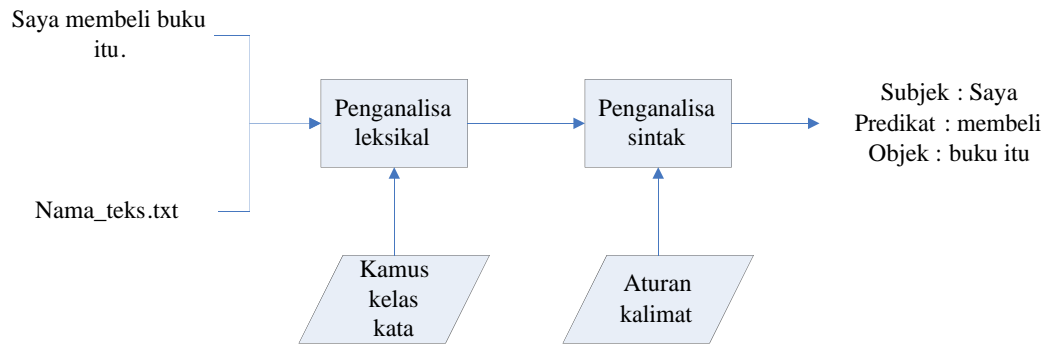 Saya membeli buku
itu.
Nama_teks.txt
Penganalisa
leksikal
Penganalisa
sintak
Subjek : Saya
Predikat : membeli
Objek : buku itu
Kamus
kelas
kata
Aturan
kalimat